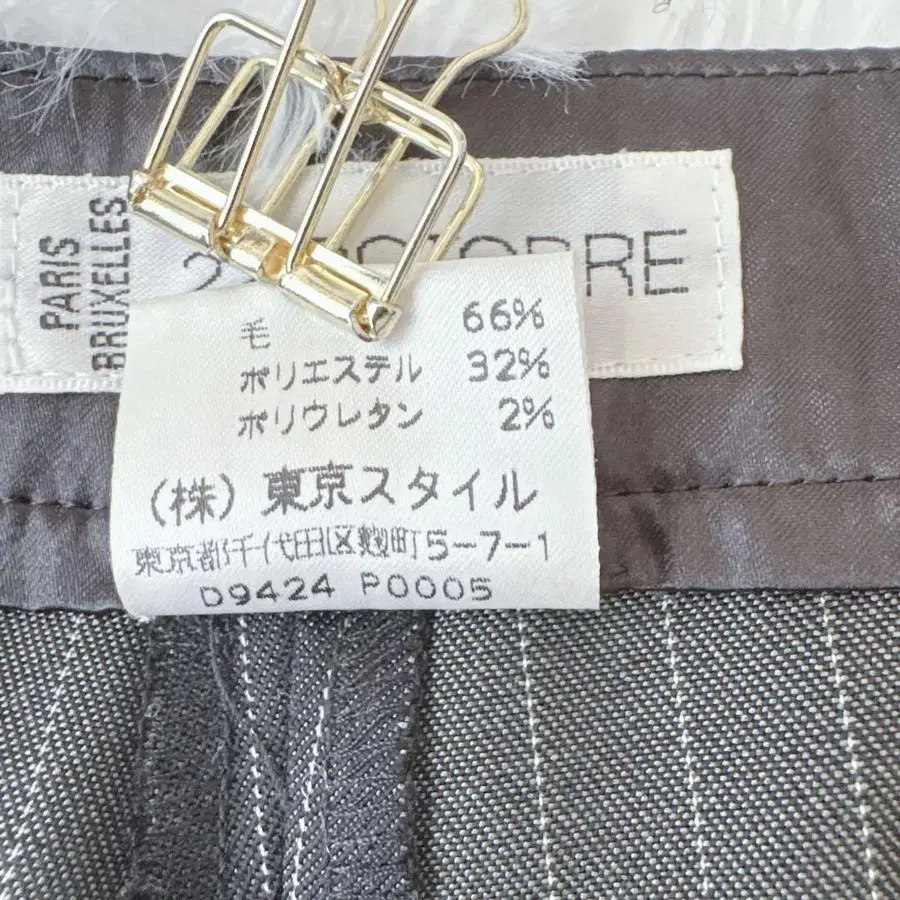 PARIS
BRUXELLES
毛 66%
ポリエステル 32%
ポリウレタン 2%
(株) 東京スタイル
東京都千代田区麹町5-7-1
D9424 P0005